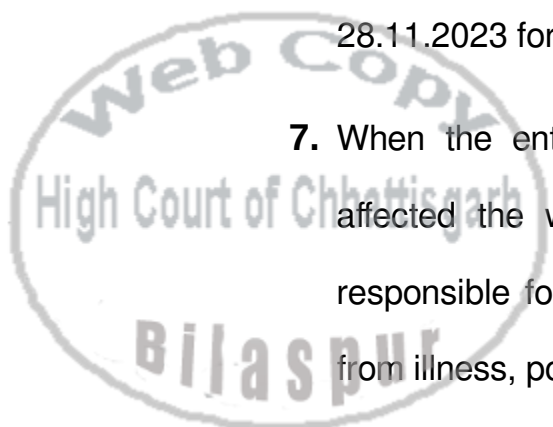 28.11.2023 for
Web Copy
7. When the ent
High Court of Chhattisgarh
affected the w
responsible fo
Bilaspur
from illness, po